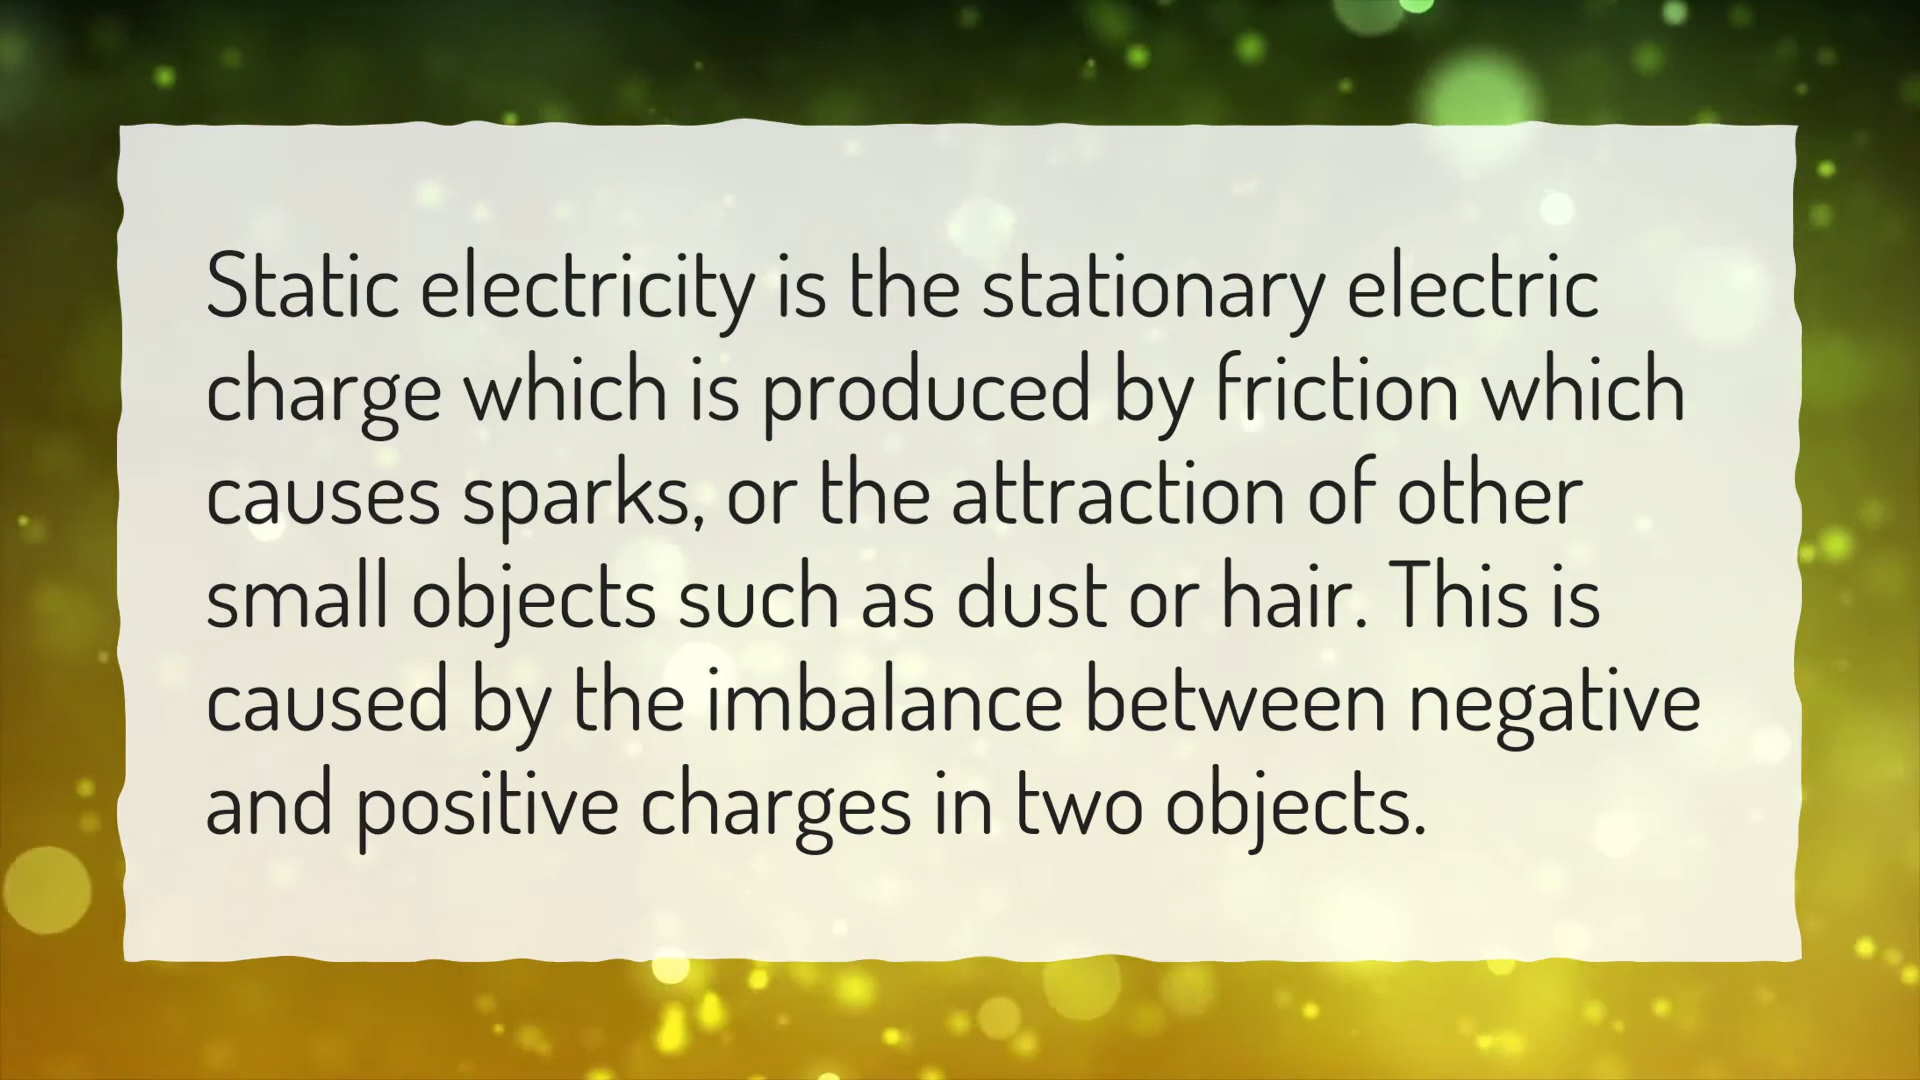 Static electricity is the stationary electric
charge which is produced by friction which
causes sparks, or the attraction of other
small objects such as dust or hair. This is
caused by the imbalance between negative
and positive charges in two objects.